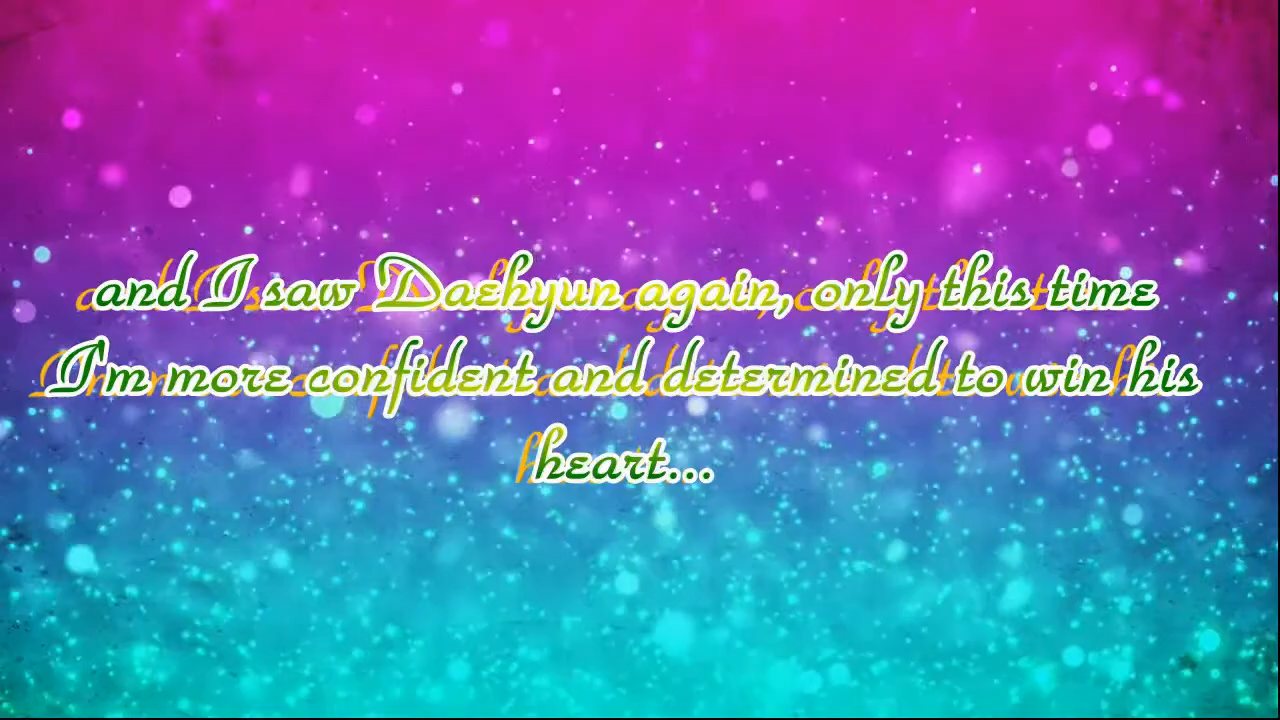 and I saw Daehyun again, only this time
I'm more confident and determined to win his
heart...